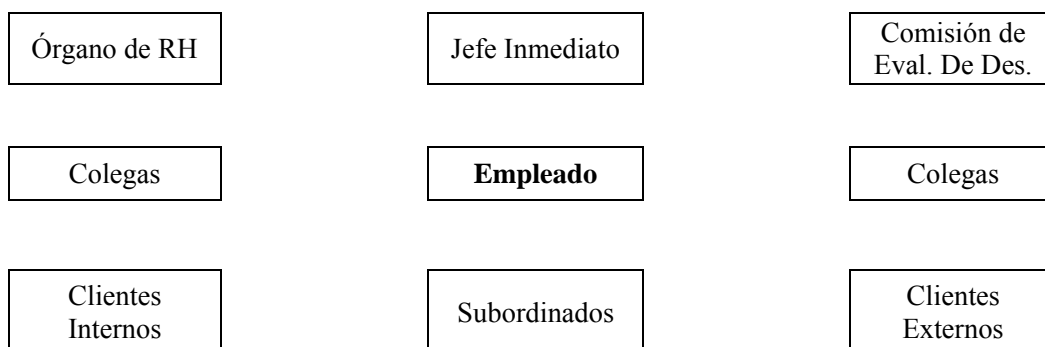 Órgano de RH
Jefe Inmediato
Comisión de
Eval. De Des.
Colegas
Empleado
Colegas
Clientes
Internos
Subordinados
Clientes
Externos